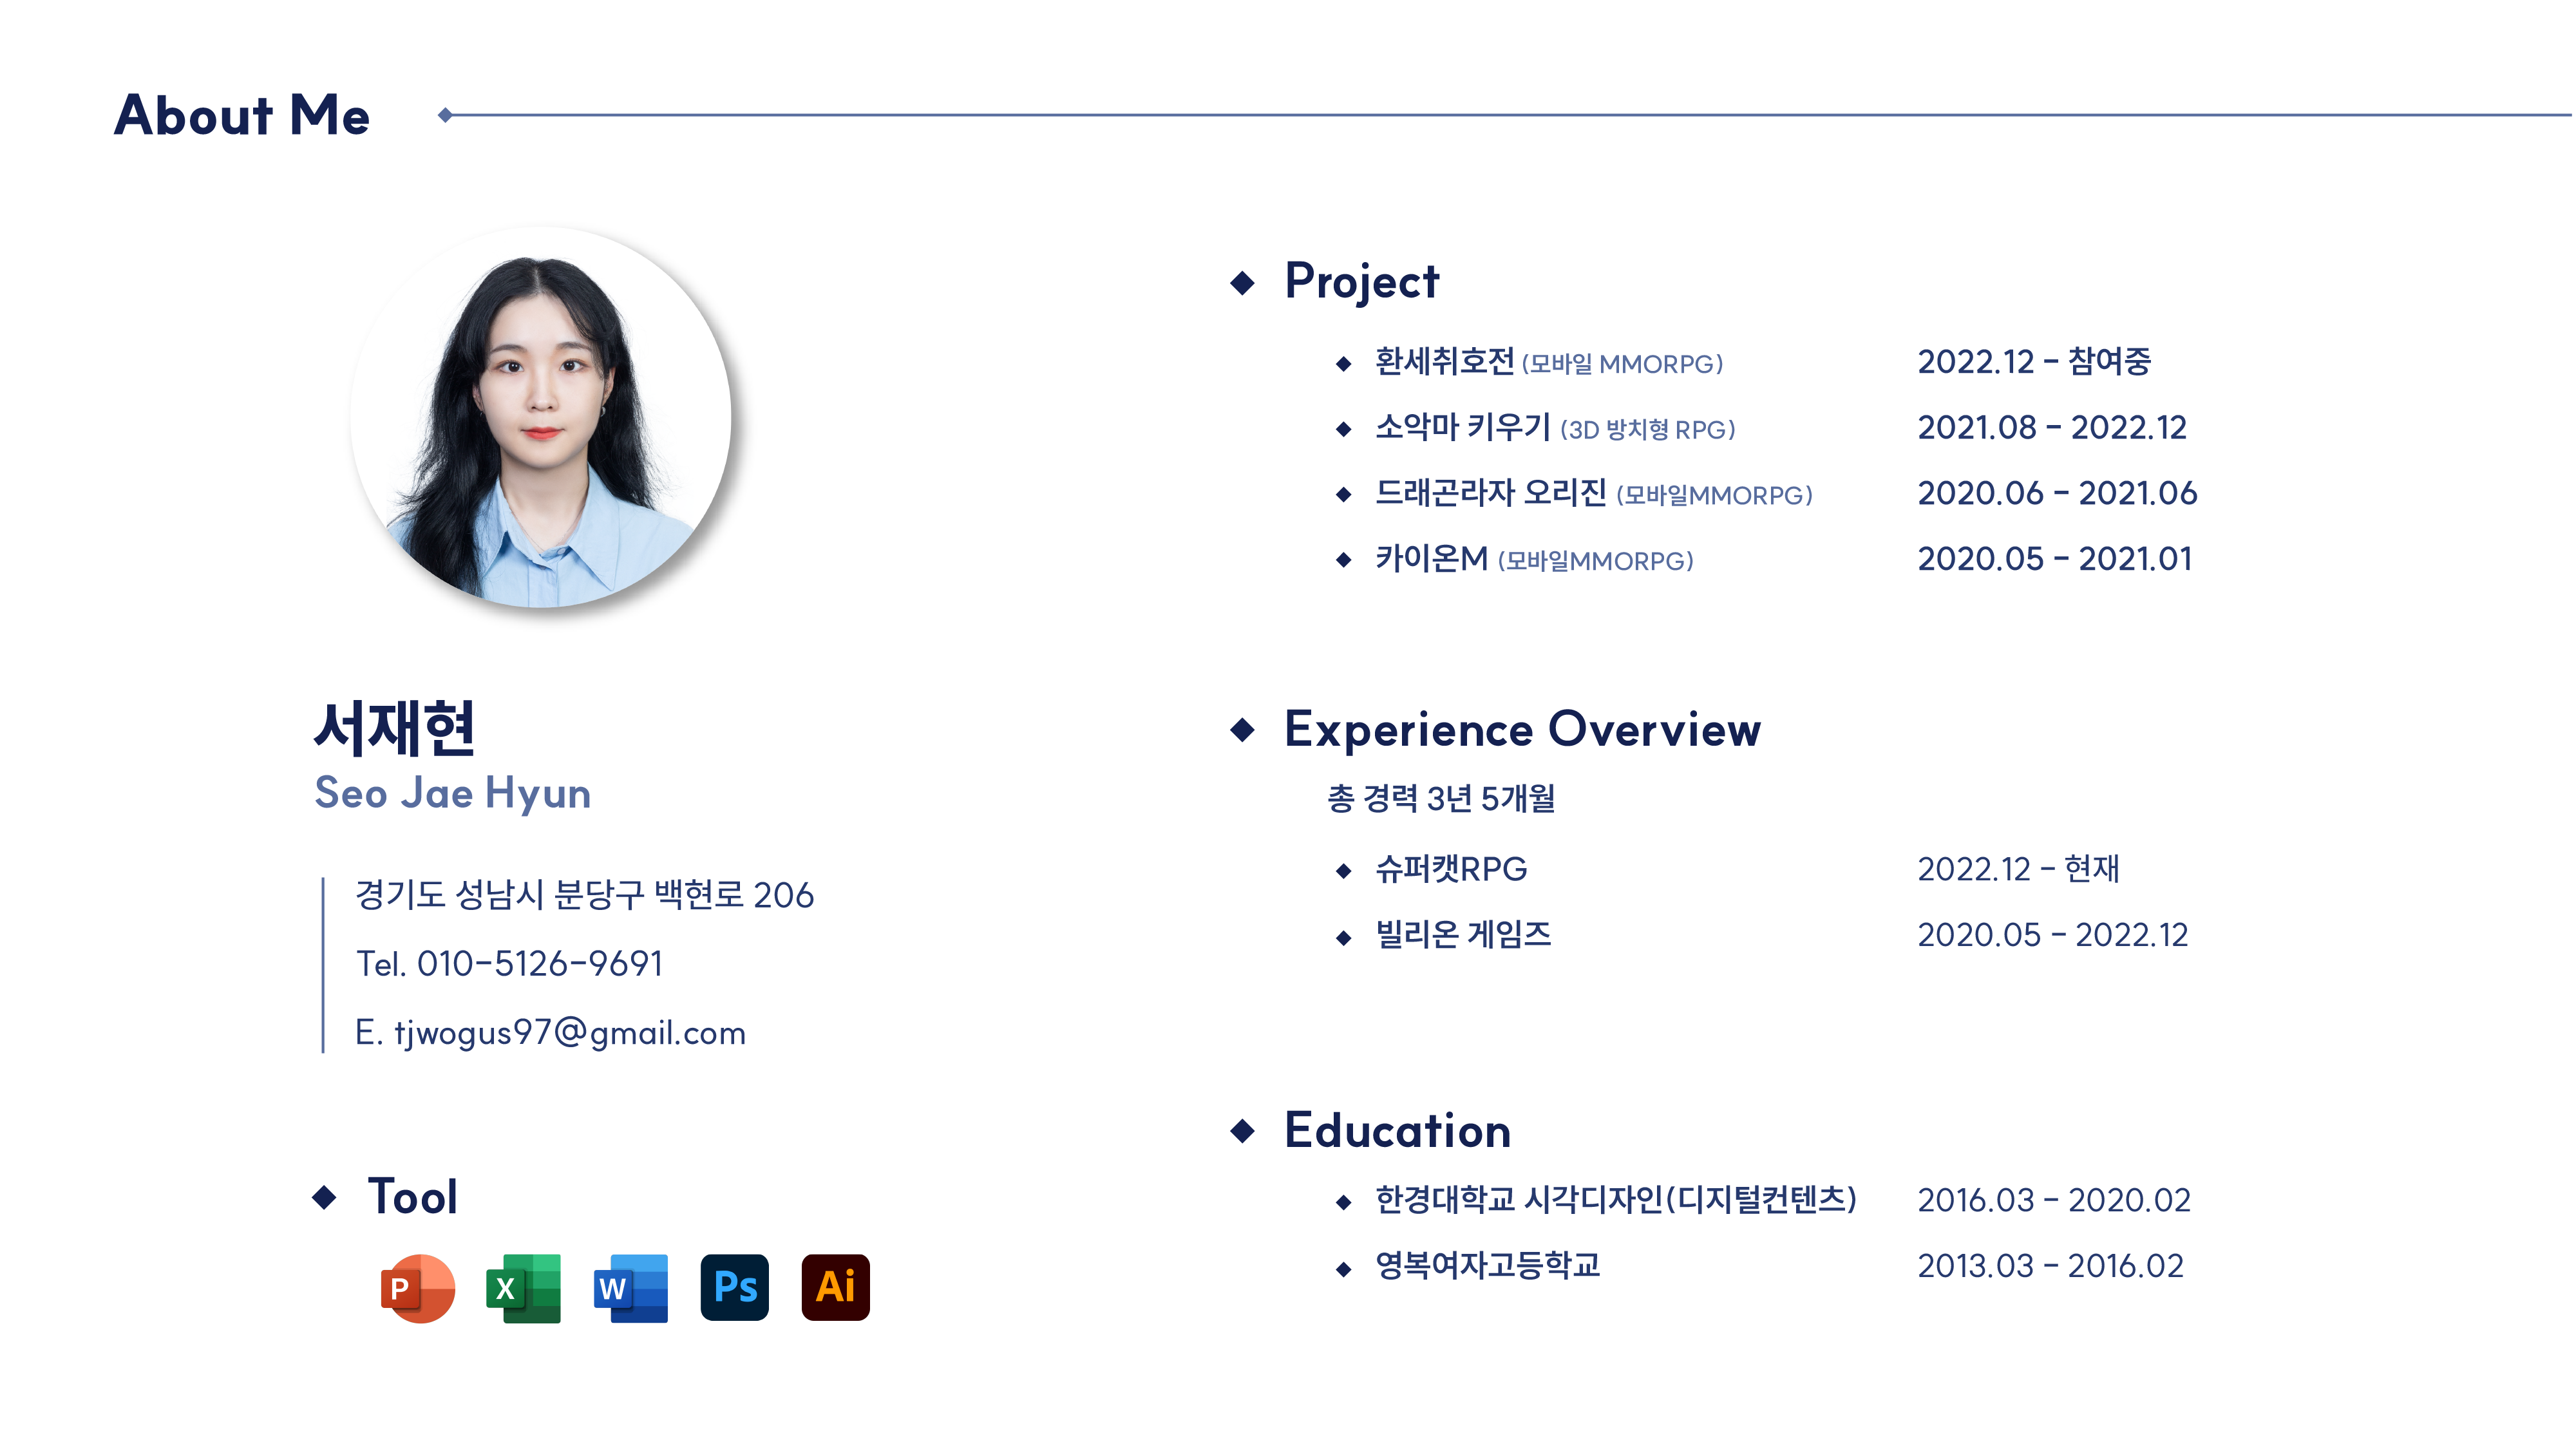 About Me
서재현
Seo Jae Hyun
경기도 성남시 분당구 백현로 206
Tel. 010-5126-9691
E. tjwogus97@gmail.com
Tool
P X W Ps Ai
Project
환세취호전 (모바일 MMORPG) 2022.12 - 참여중
소악마 키우기 (3D 방치형 RPG) 2021.08 - 2022.12
드래곤라자 오리진 (모바일MMORPG) 2020.06 - 2021.06
카이온M (모바일MMORPG) 2020.05 - 2021.01
Experience Overview
총 경력 3년 5개월
슈퍼캣RPG 2022.12 - 현재
빌리온 게임즈 2020.05 - 2022.12
Education
한경대학교 시각디자인(디지털컨텐츠) 2016.03 - 2020.02
영복여자고등학교 2013.03 - 2016.02